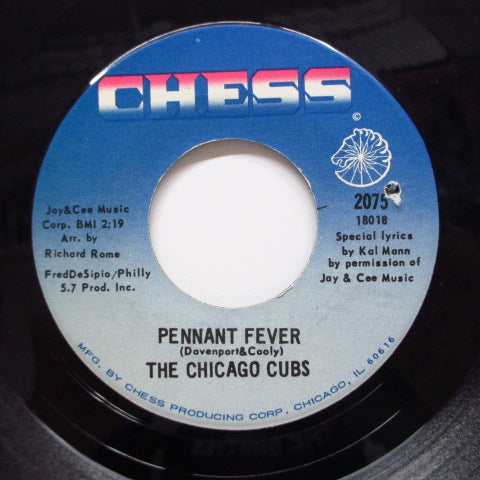 CHESS
©
Jay&Cee Music
Corp. BMI 2;19
Arr. by
Richard Rome
FredDeSipio/Philly
5.7 Prod. Inc.
2075
18018
Special lyrics
by Kal Mann
by permission of
Jay & Cee Music
PENNANT FEVER
(Davenport&Cooly)
THE CHICAGO CUBS
MFG. BY CHESS PRODUCING CORP. CHICAGO, IL 60616